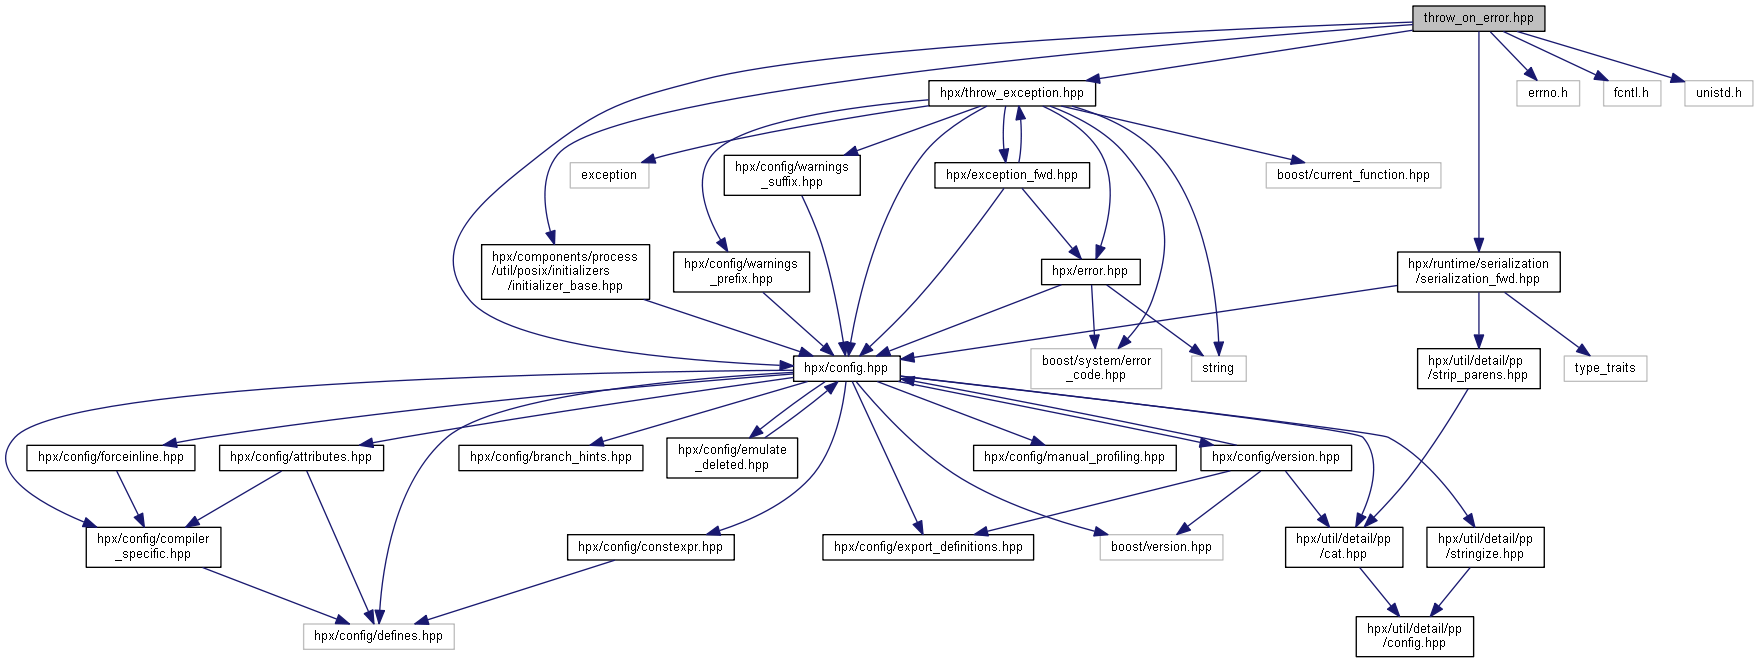 throw_on_error.hpp
hpx/throw_exception.hpp
errno.h
fcntl.h
unistd.h
exception
hpx/config/warnings
_suffix.hpp
hpx/exception_fwd.hpp
boost/current_function.hpp
hpx/components/process
/util/posix/initializers
/initializer_base.hpp
hpx/config/warnings
_prefix.hpp
hpx/error.hpp
hpx/runtime/serialization
/serialization_fwd.hpp
hpx/config.hpp
boost/system/error
_code.hpp
string
hpx/util/detail/pp
/strip_parens.hpp
type_traits
hpx/config/forceinline.hpp
hpx/config/attributes.hpp
hpx/config/branch_hints.hpp
hpx/config/emulate
_deleted.hpp
hpx/config/manual_profiling.hpp
hpx/config/version.hpp
hpx/config/compiler
_specific.hpp
hpx/config/constexpr.hpp
hpx/config/export_definitions.hpp
boost/version.hpp
hpx/util/detail/pp
/cat.hpp
hpx/util/detail/pp
/stringize.hpp
hpx/config/defines.hpp
hpx/util/detail/pp
/config.hpp